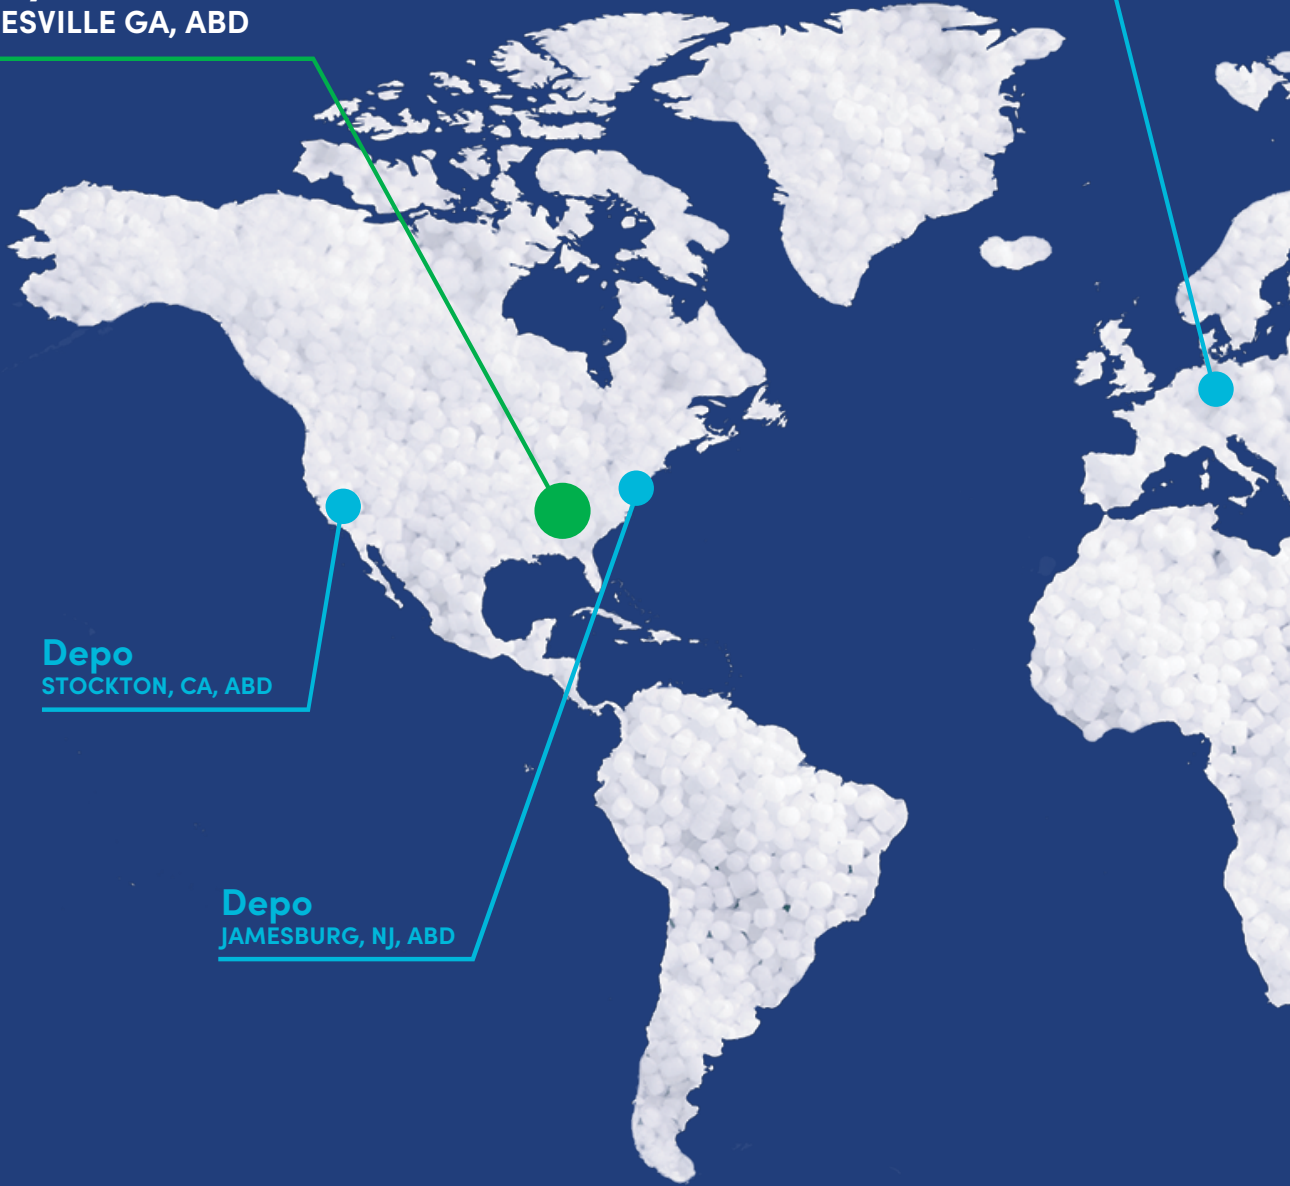 ESVILLE GA, ABD
Depo
STOCKTON, CA, ABD
Depo
JAMESBURG, NJ, ABD